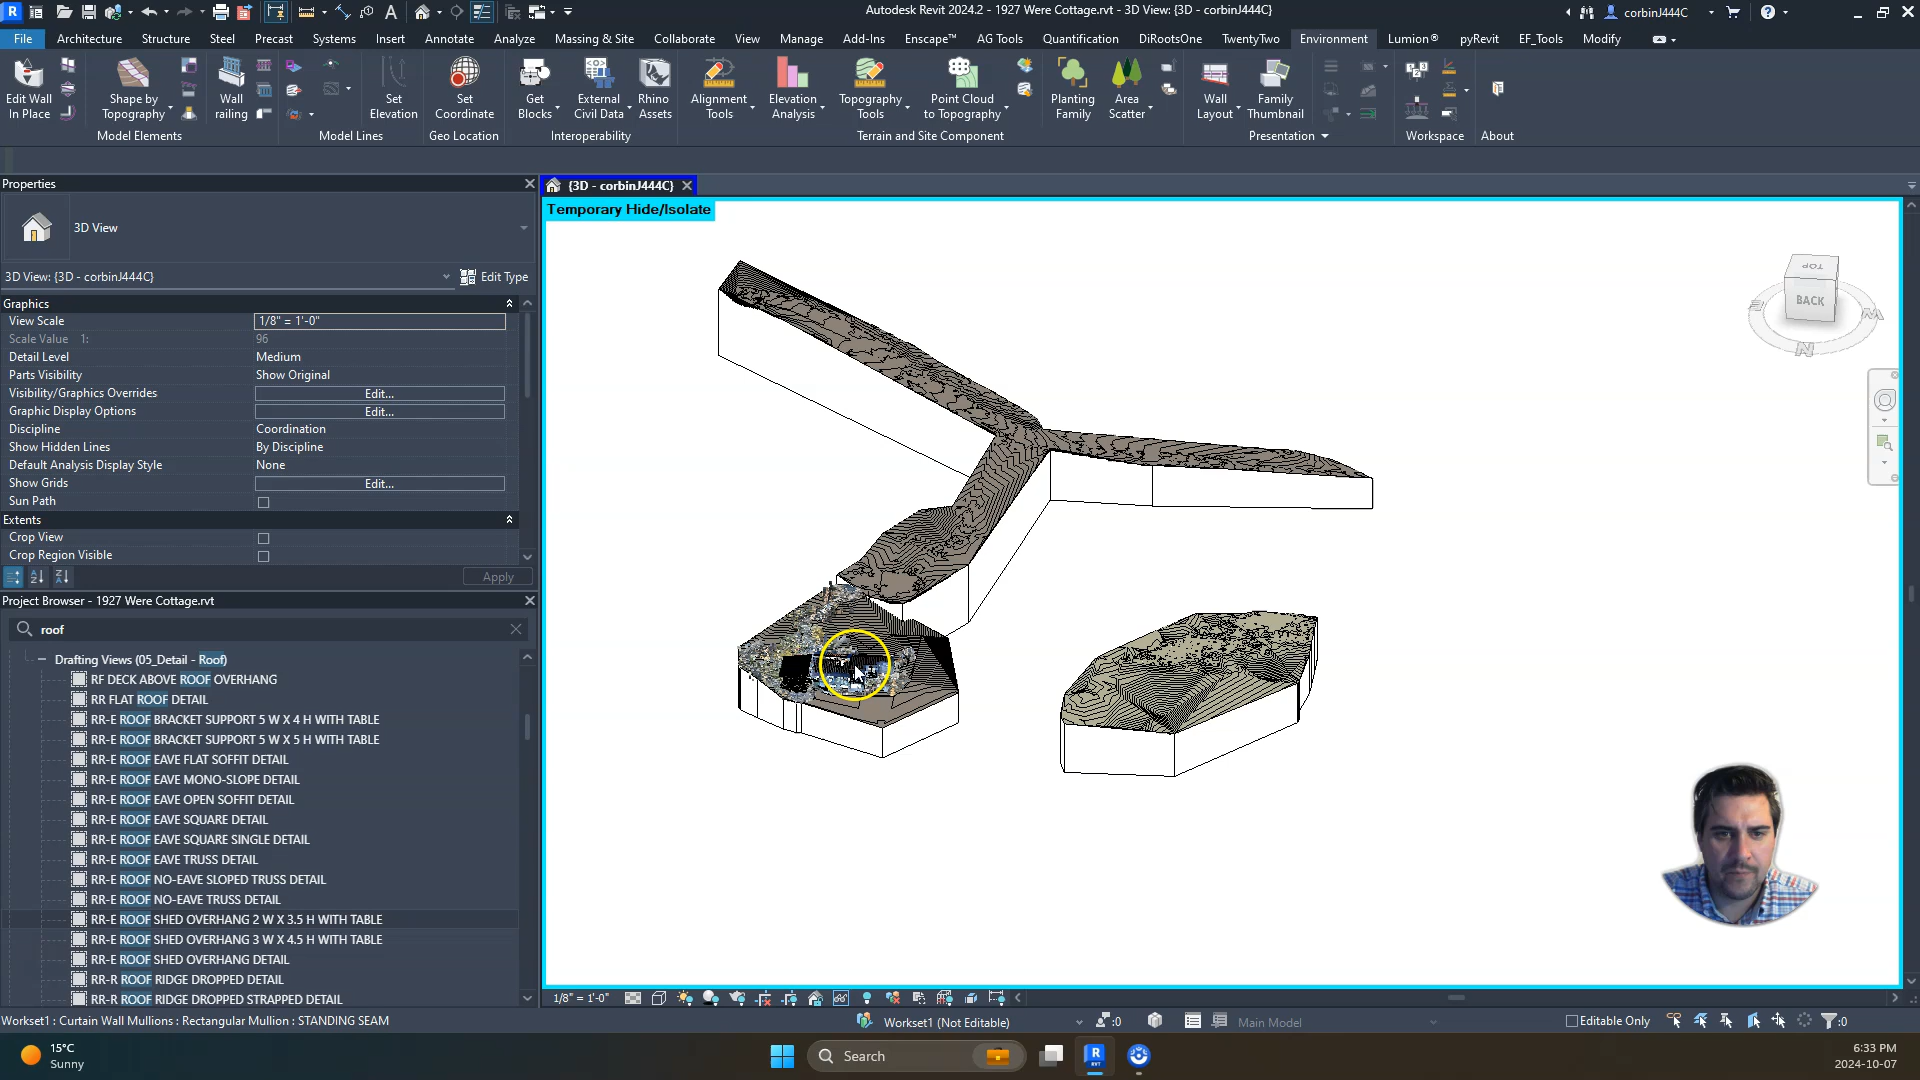 Autodesk Revit 2024.2 - 1927 Were Cottage.rvt - 3D View: {3D - corbinJ444C}
corbinJ444C
File Architecture Structure Steel Precast Systems Insert Annotate Analyze Massing & Site Collaborate View Manage Add-Ins Enscape™ AG Tools Quantification DiRootsOne TwentyTwo Environment Lumion® pyRevit EF_Tools Modify
Edit Wall In Place
Shape by Topography
Wall railing
Set Elevation
Set Coordinate
Get Blocks
External Civil Data
Rhino Assets
Alignment Tools
Elevation Analysis
Topography Tools
Point Cloud to Topography
Planting Family
Area Scatter
Wall Layout
Family Thumbnail
Model Elements
Model Lines
Geo Location
Interoperability
Terrain and Site Component
Presentation
Workspace
About
Properties
3D View
3D View: {3D - corbinJ444C}
Edit Type
Graphics
View Scale 1/8" = 1'-0"
Scale Value 1: 96
Detail Level Medium
Parts Visibility Show Original
Visibility/Graphics Overrides Edit...
Graphic Display Options Edit...
Discipline Coordination
Show Hidden Lines By Discipline
Default Analysis Display Style None
Show Grids Edit...
Sun Path
Extents
Crop View
Crop Region Visible
Apply
Project Browser - 1927 Were Cottage.rvt
roof
Drafting Views (05_Detail - Roof)
RF DECK ABOVE ROOF OVERHANG
RR FLAT ROOF DETAIL
RR-E ROOF BRACKET SUPPORT 5 W X 4 H WITH TABLE
RR-E ROOF BRACKET SUPPORT 5 W X 5 H WITH TABLE
RR-E ROOF EAVE FLAT SOFFIT DETAIL
RR-E ROOF EAVE MONO-SLOPE DETAIL
RR-E ROOF EAVE OPEN SOFFIT DETAIL
RR-E ROOF EAVE SQUARE DETAIL
RR-E ROOF EAVE SQUARE SINGLE DETAIL
RR-E ROOF EAVE TRUSS DETAIL
RR-E ROOF NO-EAVE SLOPED TRUSS DETAIL
RR-E ROOF NO-EAVE TRUSS DETAIL
RR-E ROOF SHED OVERHANG 2 W X 3.5 H WITH TABLE
RR-E ROOF SHED OVERHANG 3 W X 4.5 H WITH TABLE
RR-E ROOF SHED OVERHANG DETAIL
RR-R ROOF RIDGE DROPPED DETAIL
RR-R ROOF RIDGE DROPPED STRAPPED DETAIL
{3D - corbinJ444C}
Temporary Hide/Isolate
TOP
BACK
N
1/8" = 1'-0"
Workset1 : Curtain Wall Mullions : Rectangular Mullion : STANDING SEAM
Workset1 (Not Editable)
:0
Main Model
Editable Only
:0
15°C
Sunny
Search
6:33 PM
2024-10-07